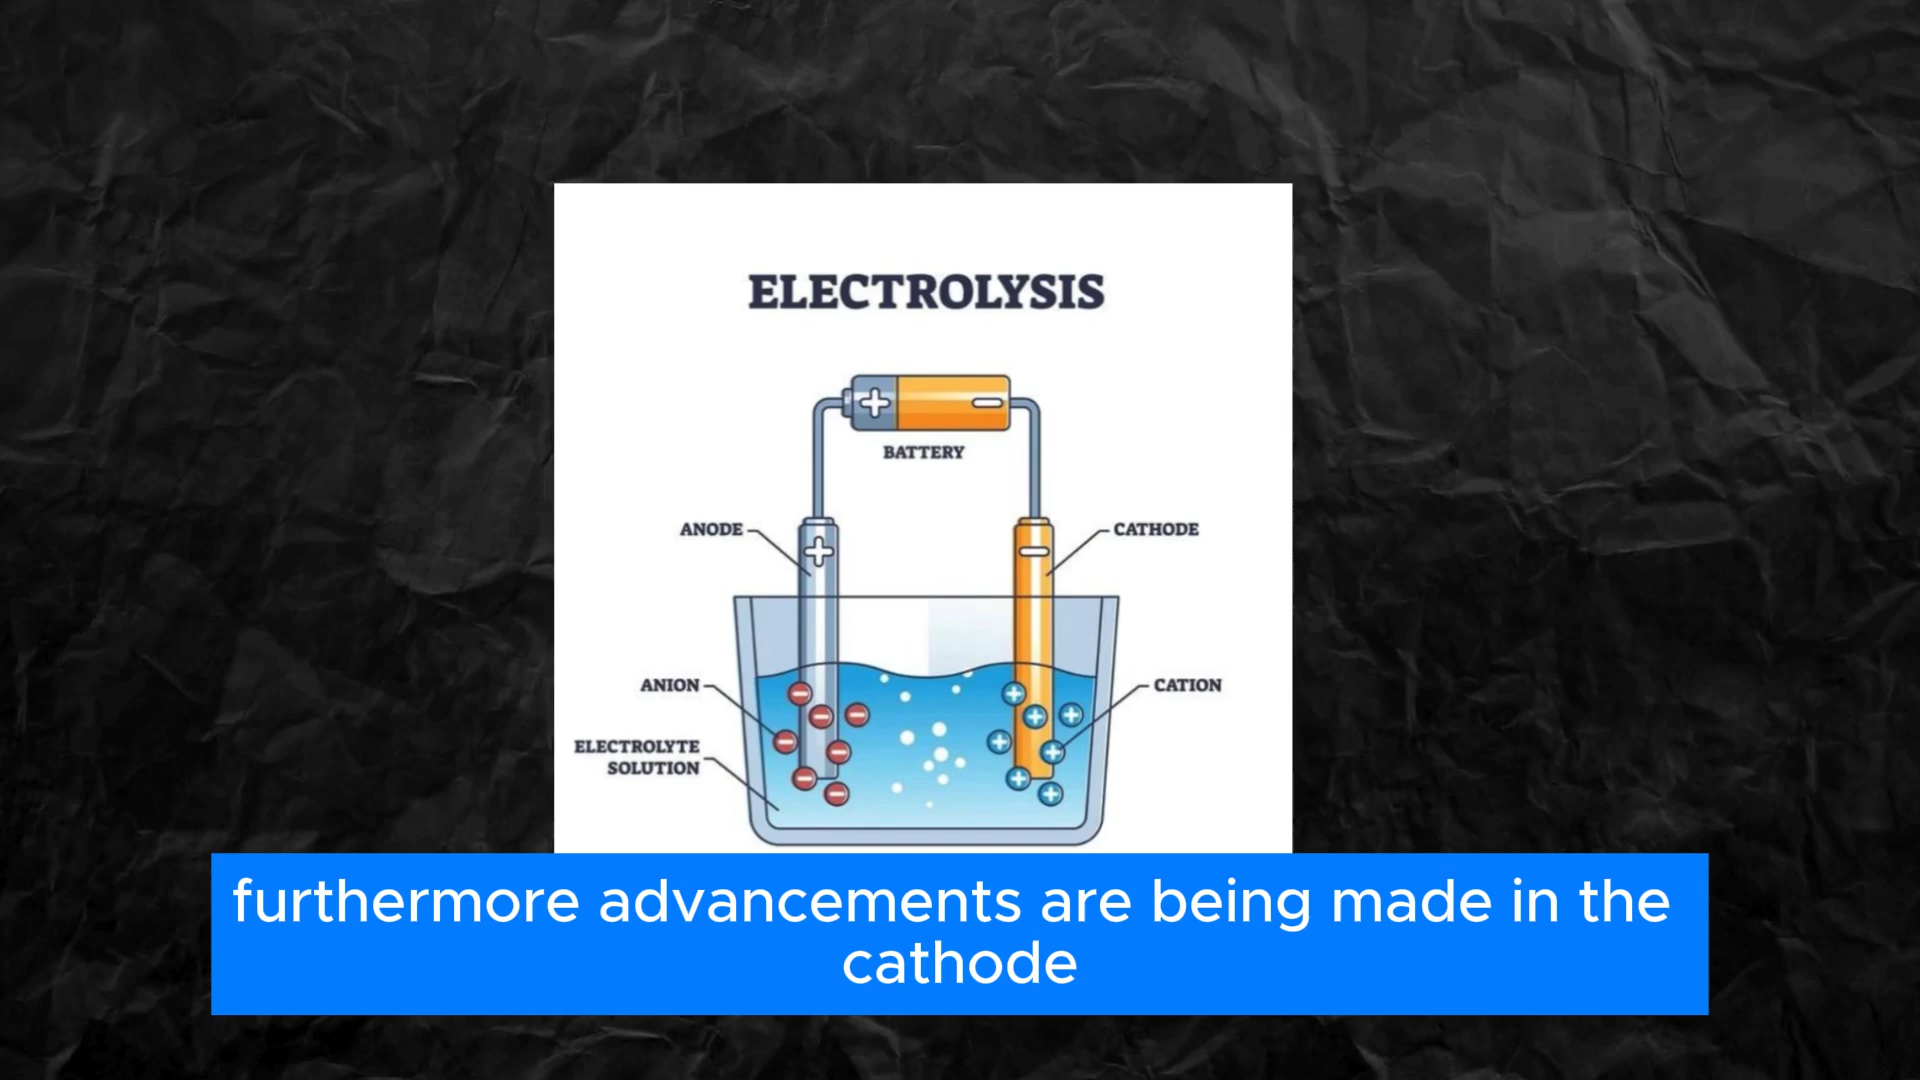 ELECTROLYSIS
BATTERY
ANODE
CATHODE
ANION
CATION
ELECTROLYTE
SOLUTION
furthermore advancements are being made in the
cathode